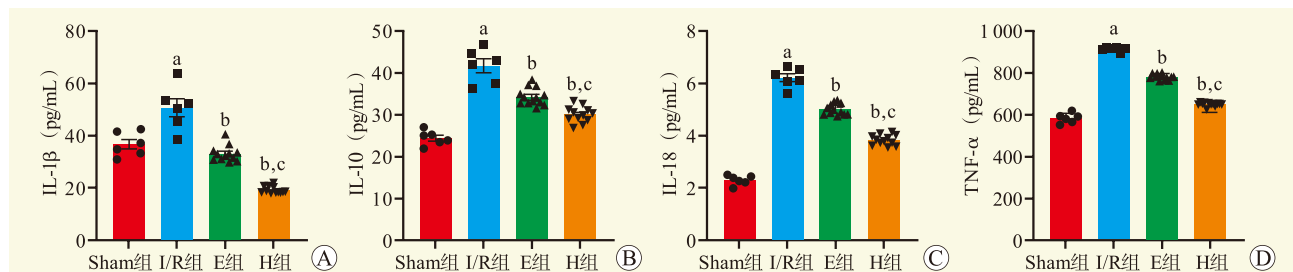 IL-1β (pg/mL)
80
60
40
20
0
a
b
b,c
Sham组 I/R组 E组 H组
A
IL-10 (pg/mL)
50
40
30
20
10
0
a
b
b,c
Sham组 I/R组 E组 H组
B
IL-18 (pg/mL)
8
6
4
2
0
a
b
b,c
Sham组 I/R组 E组 H组
C
TNF-α (pg/mL)
1 000
800
600
400
200
0
a
b
b,c
Sham组 I/R组 E组 H组
D